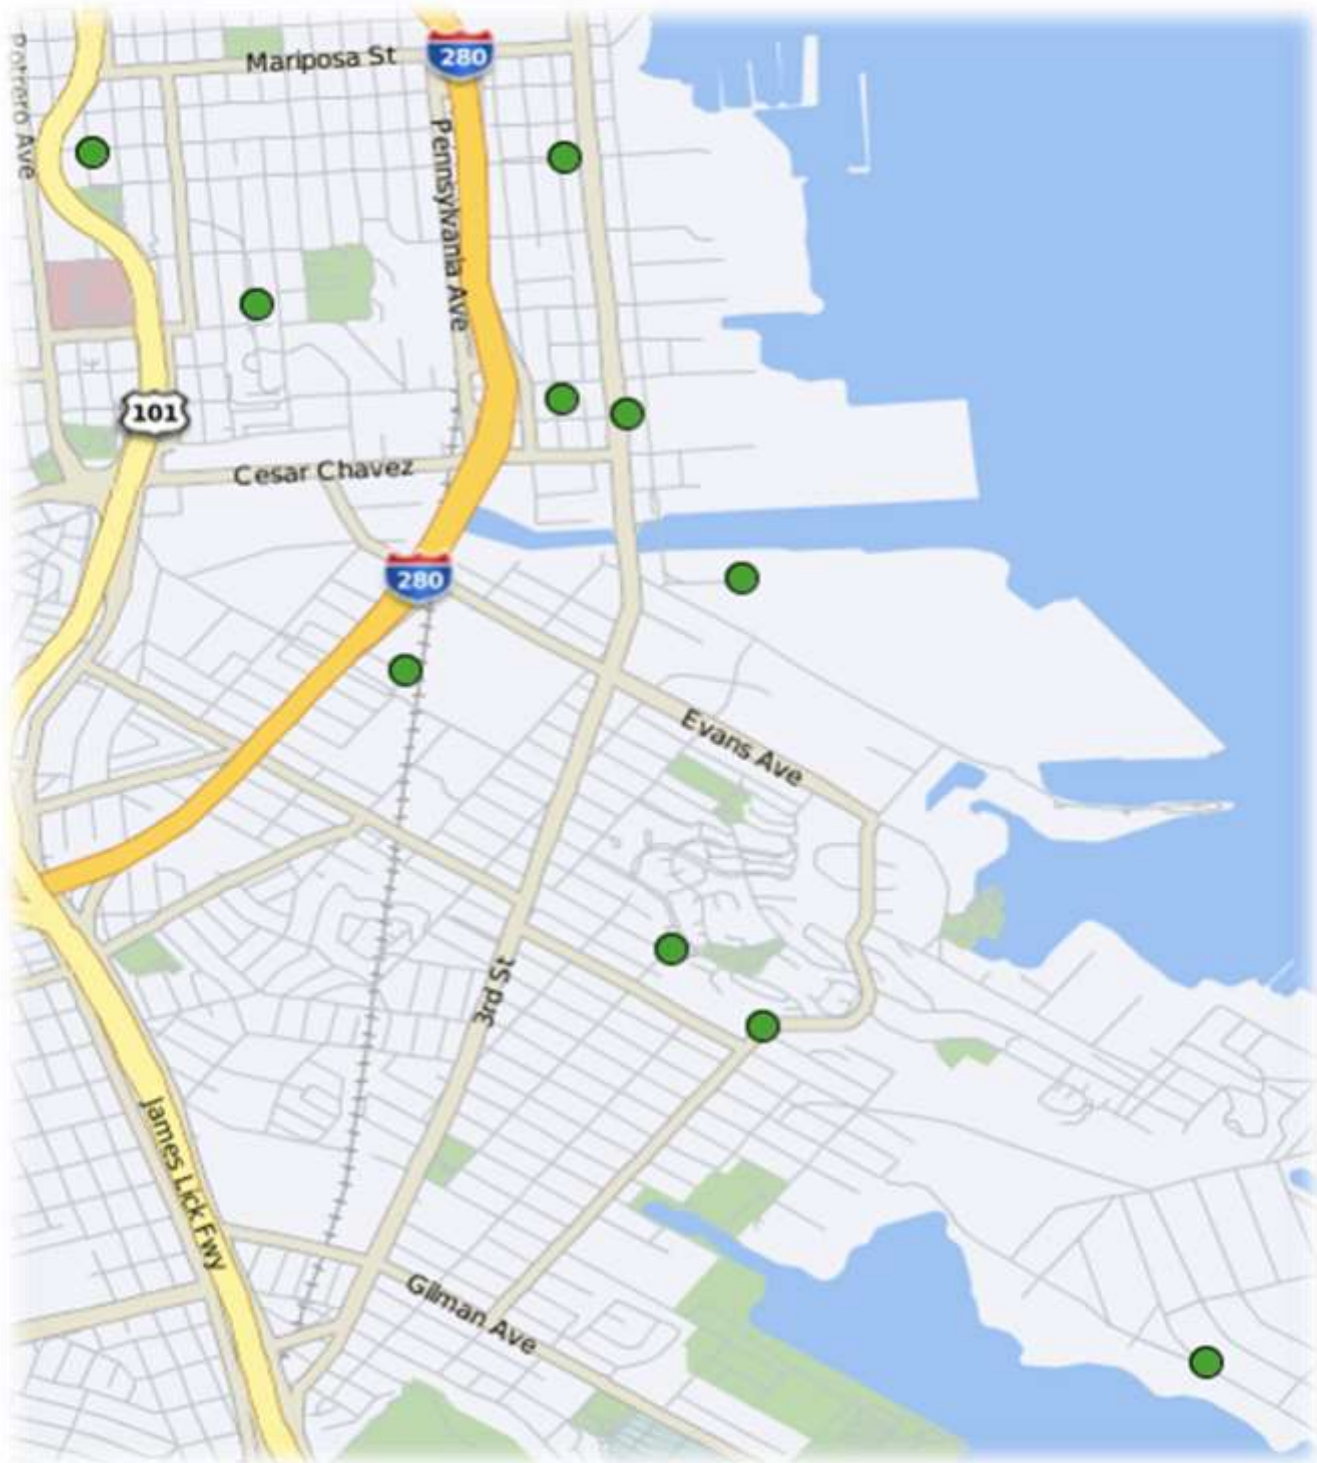 Mariposa St
280
Potrero Ave
Pennsylvania Ave
101
Cesar Chavez
280
Evans Ave
3rd St
James Lick Fwy
Gilman Ave